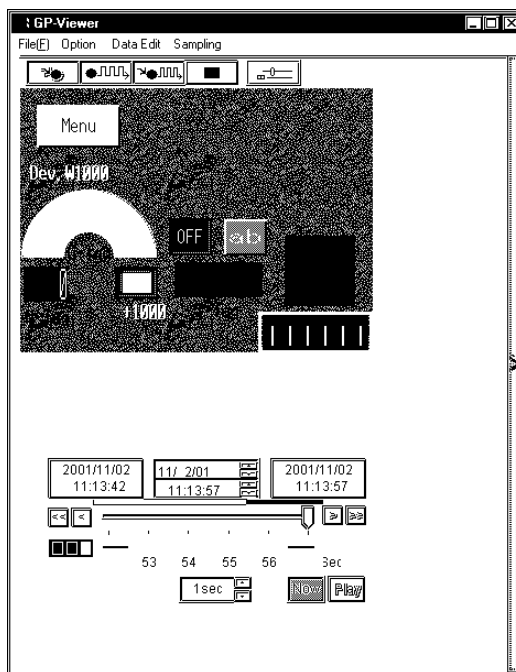 GP-Viewer
File(F) Option Data Edit Sampling
Menu
Dev,W1000
OFF ab
0
+1000
2001/11/02 11/ 2/01 2001/11/02
11:13:42 11:13:57 11:13:57
<< < > >>
53 54 55 56 Sec
1sec Now Play